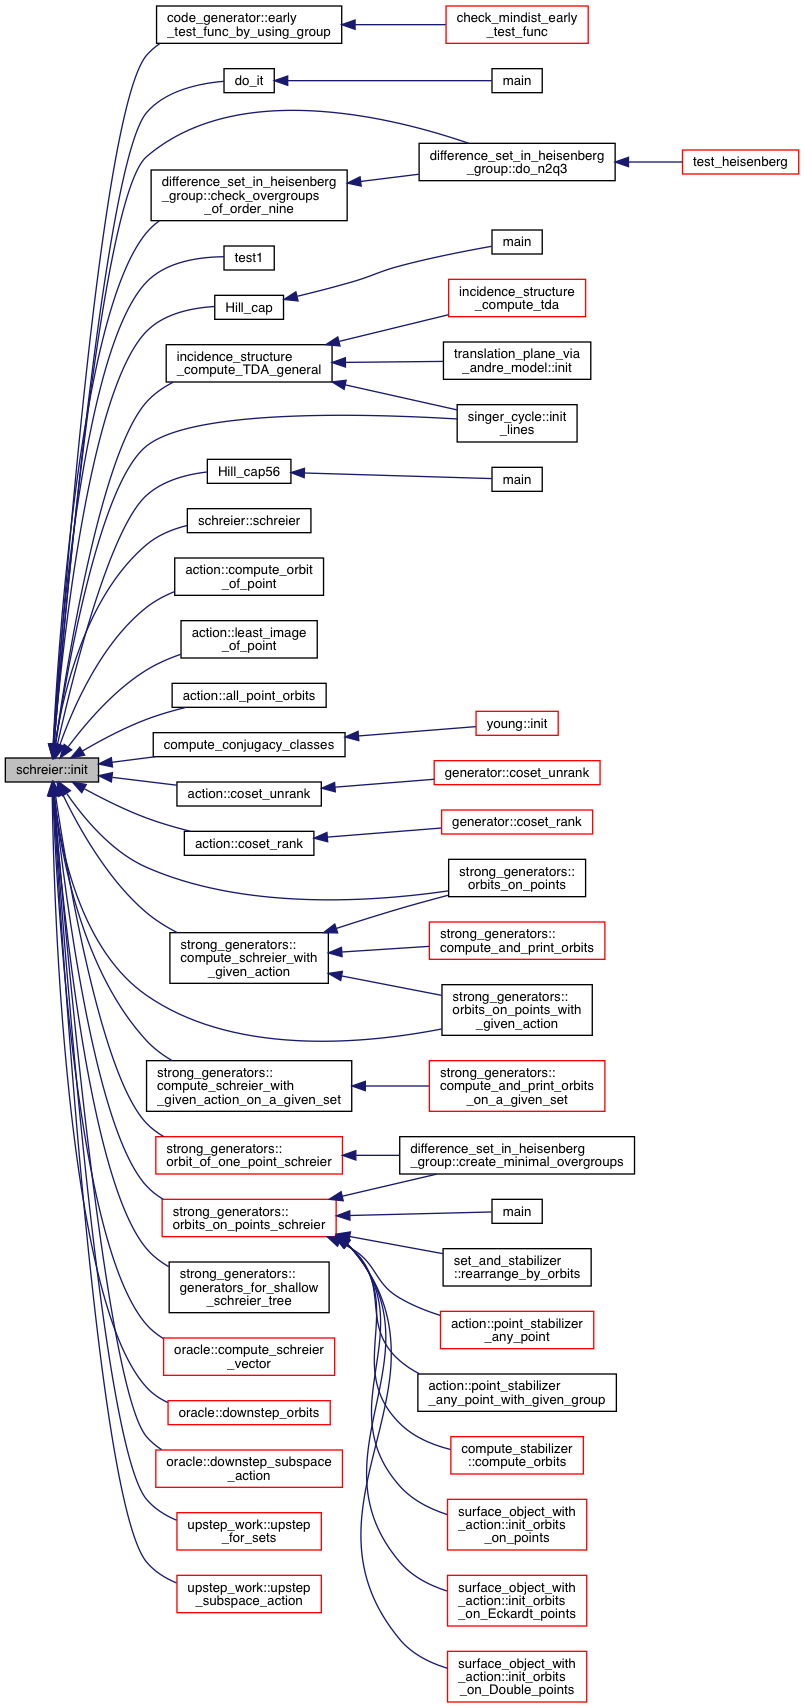 code_generator::early
_test_func_by_using_group
check_mindist_early
_test_func
do_it
main
difference_set_in_heisenberg
_group::do_n2q3
test_heisenberg
difference_set_in_heisenberg
_group::check_overgroups
_of_order_nine
main
test1
Hill_cap
incidence_structure
_compute_tda
incidence_structure
_compute_TDA_general
translation_plane_via
_andre_model::init
singer_cycle::init
_lines
Hill_cap56
main
schreier::schreier
action::compute_orbit
_of_point
action::least_image
_of_point
action::all_point_orbits
compute_conjugacy_classes
young::init
schreier::init
action::coset_unrank
generator::coset_unrank
action::coset_rank
generator::coset_rank
strong_generators::
orbits_on_points
strong_generators::
compute_schreier_with
_given_action
strong_generators::
compute_and_print_orbits
strong_generators::
orbits_on_points_with
_given_action
strong_generators::
compute_schreier_with
_given_action_on_a_given_set
strong_generators::
compute_and_print_orbits
_on_a_given_set
strong_generators::
orbit_of_one_point_schreier
difference_set_in_heisenberg
_group::create_minimal_overgroups
strong_generators::
orbits_on_points_schreier
main
set_and_stabilizer
::rearrange_by_orbits
strong_generators::
generators_for_shallow
_schreier_tree
action::point_stabilizer
_any_point
oracle::compute_schreier
_vector
action::point_stabilizer
_any_point_with_given_group
oracle::downstep_orbits
compute_stabilizer
::compute_orbits
oracle::downstep_subspace
_action
surface_object_with
_action::init_orbits
_on_points
upstep_work::upstep
_for_sets
surface_object_with
_action::init_orbits
_on_Eckardt_points
upstep_work::upstep
_subspace_action
surface_object_with
_action::init_orbits
_on_Double_points